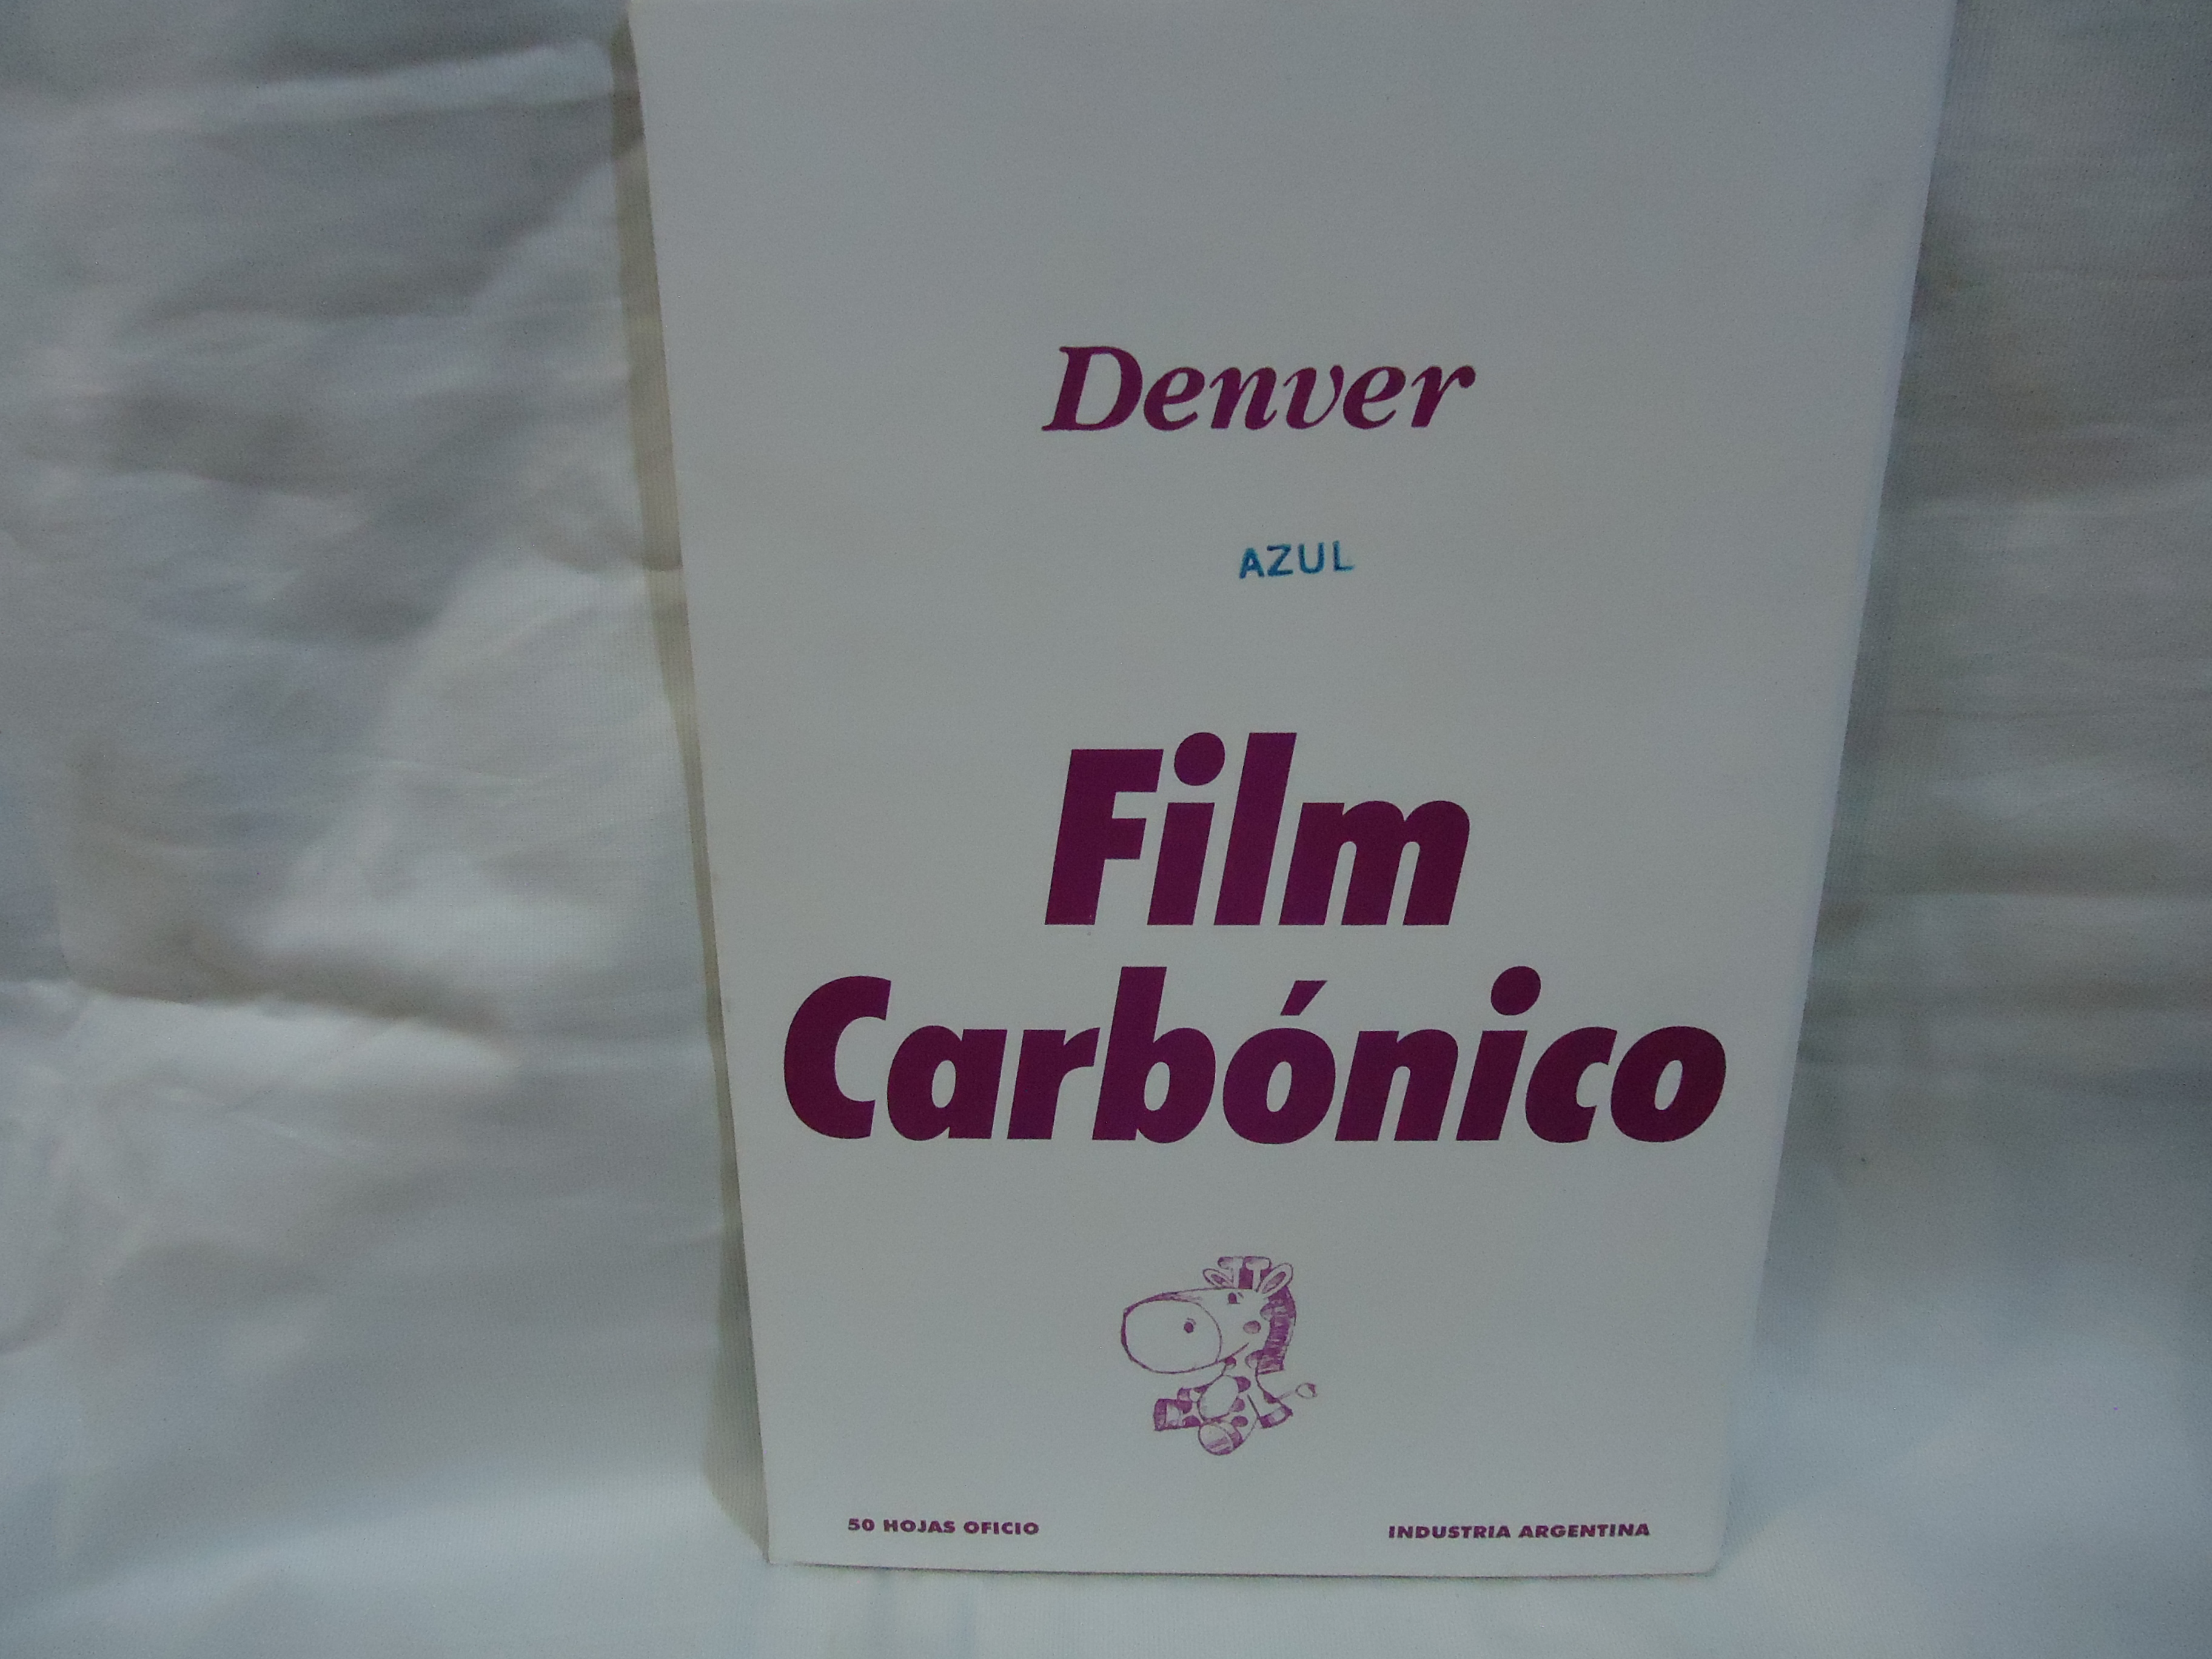 Denver
AZUL
Film
Carbónico
50 HOJAS OFICIO
INDUSTRIA ARGENTINA